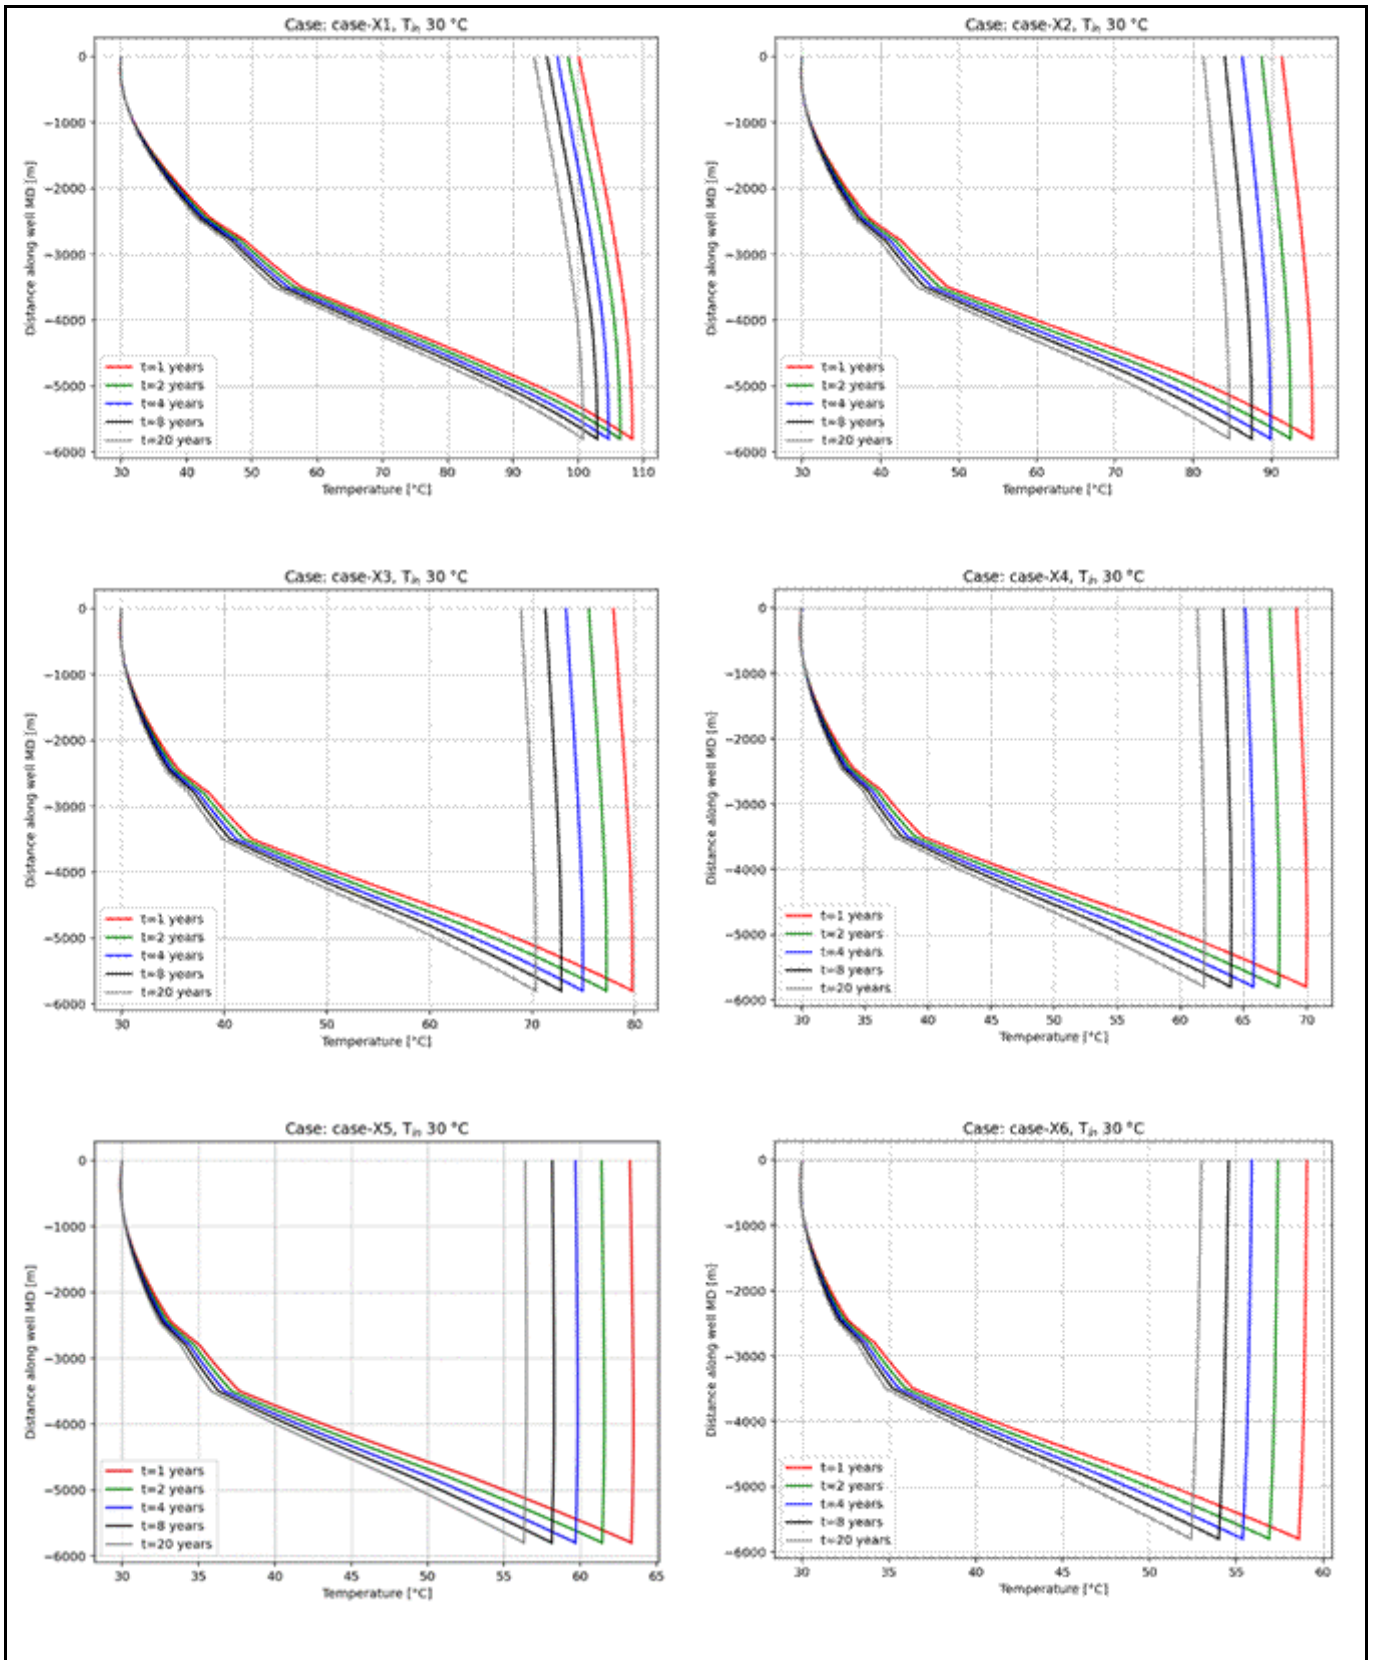 Case: case-X1, Tin 30 °C
Distance along well MD [m]
0
−1000
−2000
−3000
−4000
−5000
−6000
t=1 years
t=2 years
t=4 years
t=8 years
t=20 years
30 40 50 60 70 80 90 100 110
Temperature [°C]
Case: case-X2, Tin 30 °C
Distance along well MD [m]
0
−1000
−2000
−3000
−4000
−5000
−6000
t=1 years
t=2 years
t=4 years
t=8 years
t=20 years
30 40 50 60 70 80 90
Temperature [°C]
Case: case-X3, Tin 30 °C
Distance along well MD [m]
0
−1000
−2000
−3000
−4000
−5000
−6000
t=1 years
t=2 years
t=4 years
t=8 years
t=20 years
30 40 50 60 70 80
Temperature [°C]
Case: case-X4, Tin 30 °C
Distance along well MD [m]
0
−1000
−2000
−3000
−4000
−5000
−6000
t=1 years
t=2 years
t=4 years
t=8 years
t=20 years
30 35 40 45 50 55 60 65 70
Temperature [°C]
Case: case-X5, Tin 30 °C
Distance along well MD [m]
0
−1000
−2000
−3000
−4000
−5000
−6000
t=1 years
t=2 years
t=4 years
t=8 years
t=20 years
30 35 40 45 50 55 60 65
Temperature [°C]
Case: case-X6, Tin 30 °C
Distance along well MD [m]
0
−1000
−2000
−3000
−4000
−5000
−6000
t=1 years
t=2 years
t=4 years
t=8 years
t=20 years
30 35 40 45 50 55 60
Temperature [°C]